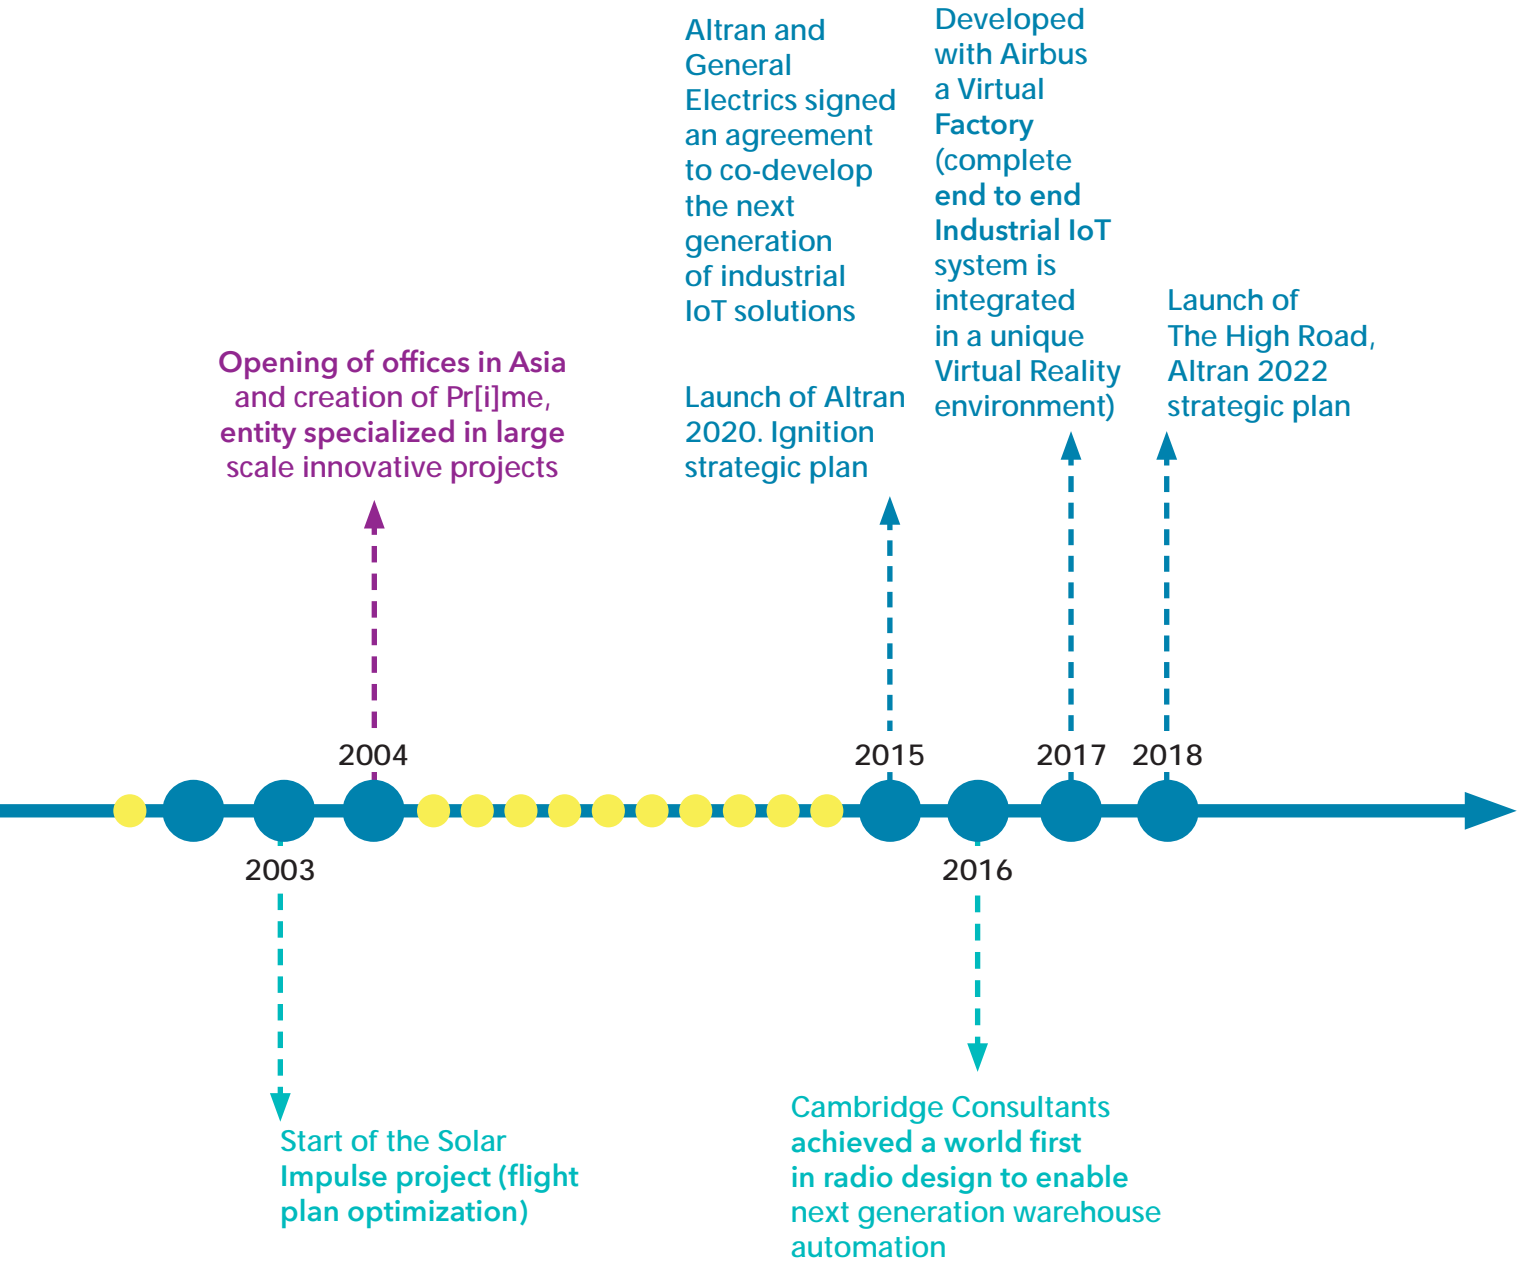 Altran and
General
Electrics signed
an agreement
to co-develop
the next
generation
of industrial
IoT solutions
Launch of Altran
2020. Ignition
strategic plan
Developed
with Airbus
a Virtual
Factory
(complete
end to end
Industrial IoT
system is
integrated
in a unique
Virtual Reality
environment)
Launch of
The High Road,
Altran 2022
strategic plan
Opening of offices in Asia
and creation of Pr[i]me,
entity specialized in large
scale innovative projects
2004
2015
2017
2018
2003
2016
Start of the Solar
Impulse project (flight
plan optimization)
Cambridge Consultants
achieved a world first
in radio design to enable
next generation warehouse
automation